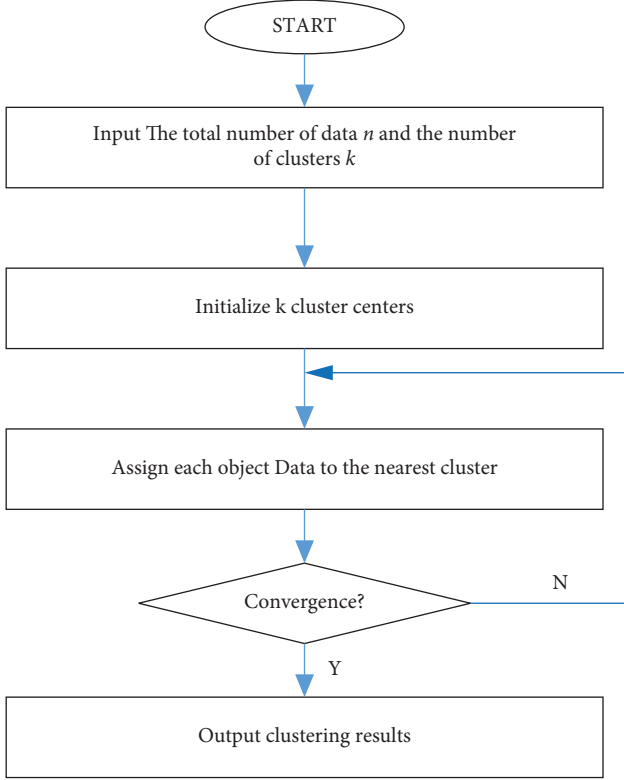 START
Input The total number of data n and the number
of clusters k
Initialize k cluster centers
Assign each object Data to the nearest cluster
Convergence?
N
Y
Output clustering results